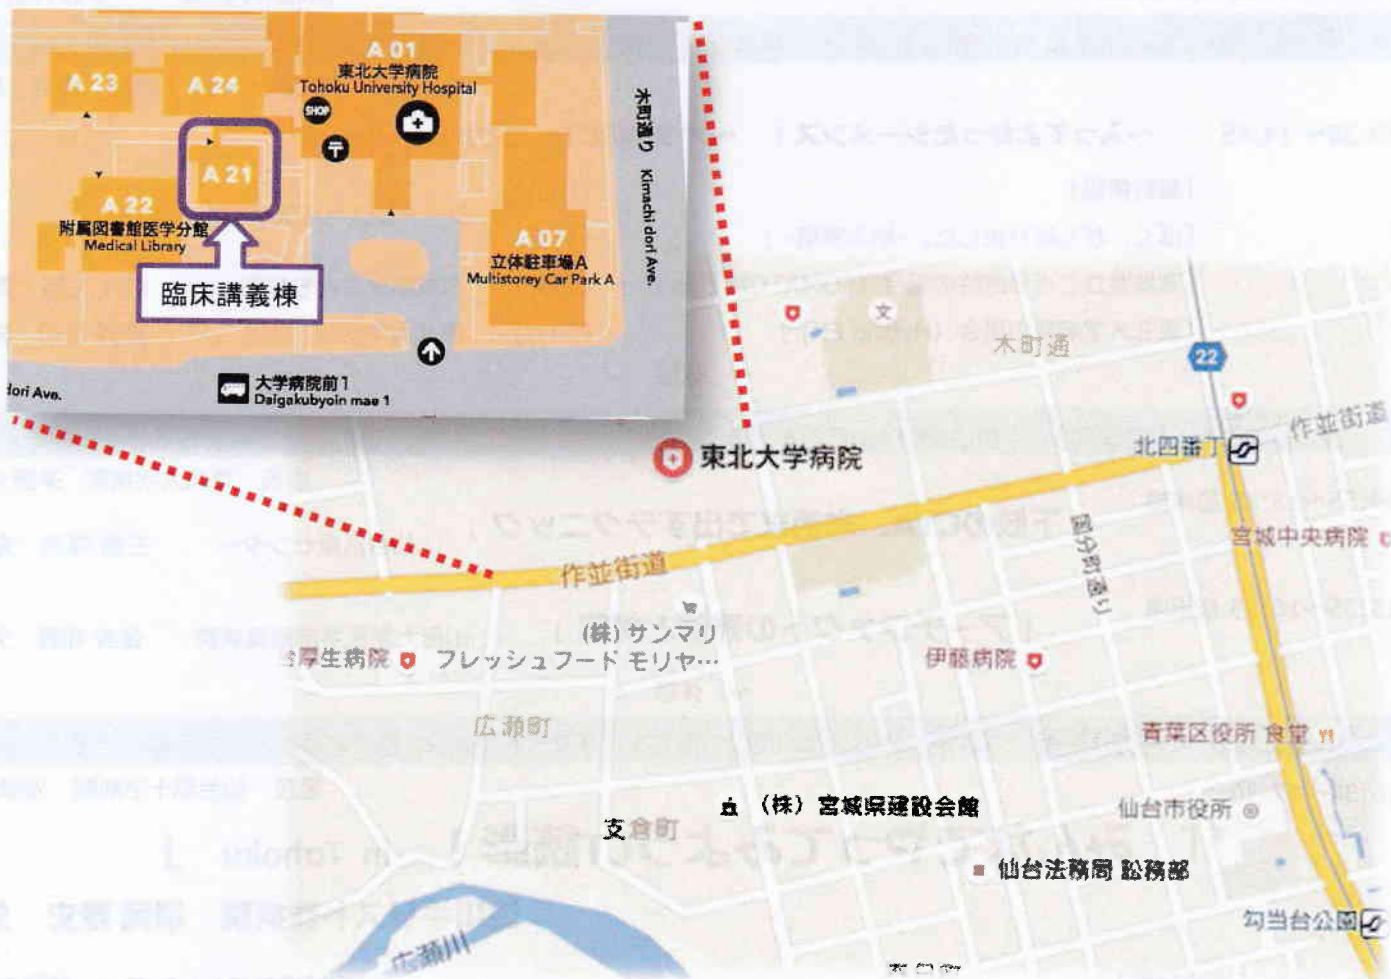 A 01
東北大学病院
Tohoku University Hospital
A 23
A 24
SHOP
〒
A 21
A 22
附属図書館医学分館
Medical Library
臨床講義棟
A 07
立体駐車場A
Multistorey Car Park A
木町通り Kimachi dori Ave.
大学病院前1
Daigakubyoin mae 1
dori Ave.
文
木町通
22
作並街道
北四番丁
東北大学病院
宮城中央病院
国分町通り
作並街道
(株)サンマリ
フレッシュフード モリヤ…
厚生病院
伊藤病院
広瀬町
青葉区役所 食堂
(株)宮城県建設会館
仙台市役所
支倉町
仙台法務局 訟務部
勾当台公園
広瀬川